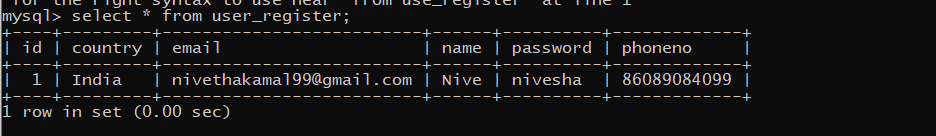 for the right syntax to use near 'from use_register' at line 1
mysql> select * from user_register;
+----+---------+--------------------------+------+----------+-------------+
| id | country | email                    | name | password | phoneno     |
+----+---------+--------------------------+------+----------+-------------+
| 1 | India | nivethakamal99@gmail.com | Nive | nivesha | 86089084099 |
+----+---------+--------------------------+------+----------+-------------+
1 row in set (0.00 sec)